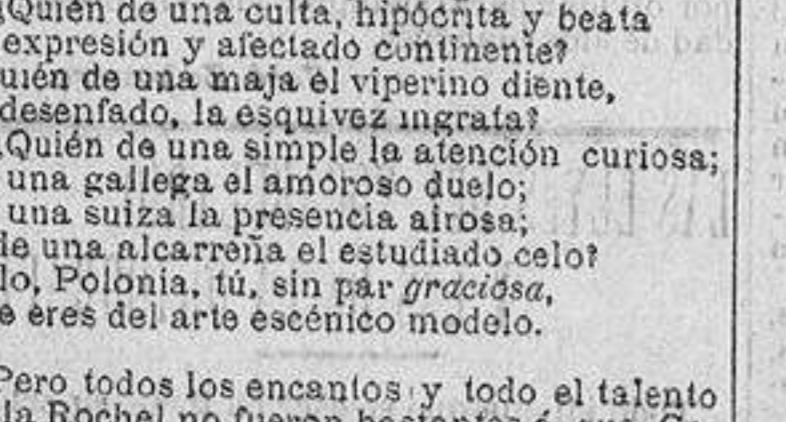 ¿Quién de una culta, hipócrita y beata
expresión y afectado continente?
uién de una maja el viperino diente,
desenfado, la esquivez ingrata?
¿Quién de una simple la atención curiosa;
una gallega el amoroso duelo;
una suiza la presencia airosa;
de una alcarreña el estudiado celo?
lo, Polonia, tú, sin par graciosa,
e eres del arte escénico modelo.
Pero todos los encantos y todo el talento
la Rochel no fueron bastantes á que